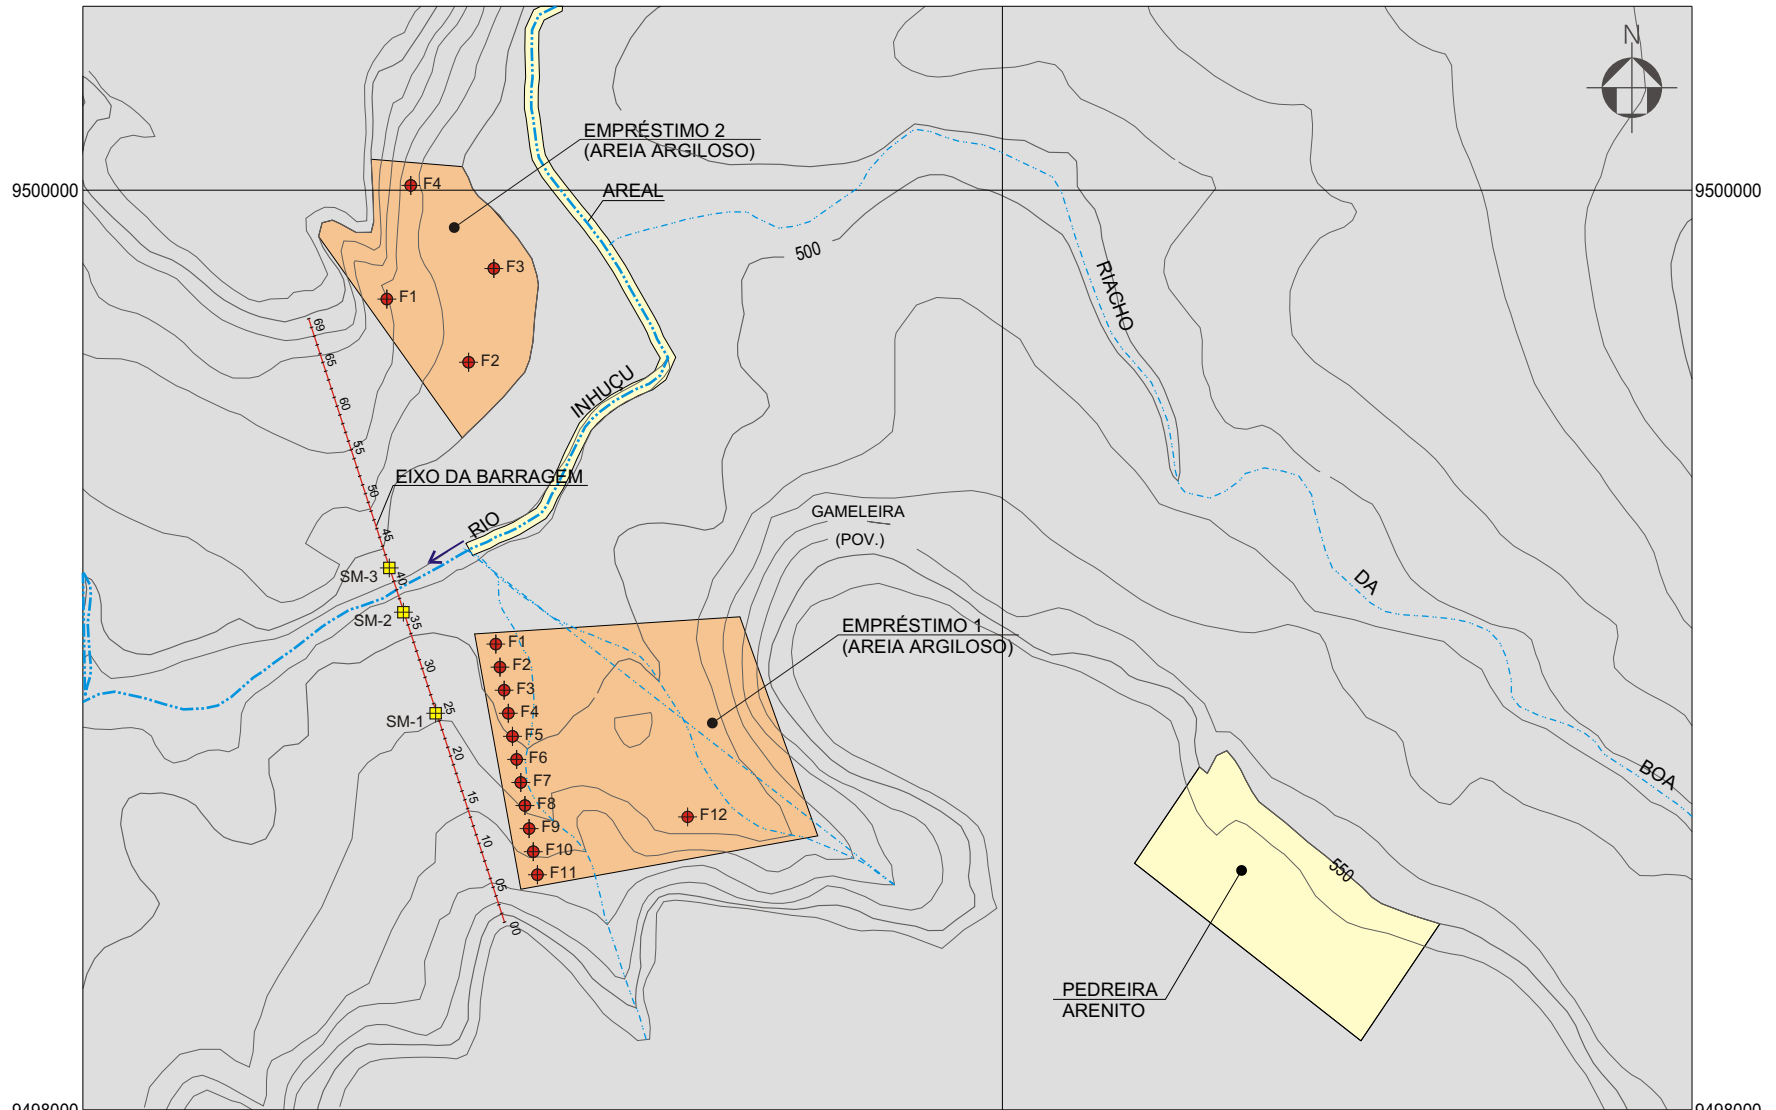 N
EMPRÉSTIMO 2
(AREIA ARGILOSO)
F4
9500000
AREAL
9500000
500
F3
RIACHO
F1
69
F2
65
INHUÇU
60
55
EIXO DA BARRAGEM
50
GAMELEIRA
RIO
45
(POV.)
SM-3
40
DA
SM-2
35
EMPRÉSTIMO 1
(AREIA ARGILOSO)
F1
F2
30
F3
25
F4
SM-1
F5
20
F6
BOA
F7
15
F8
F12
F9
10
F10
550
F11
05
00
PEDREIRA
ARENITO
9498000
9498000